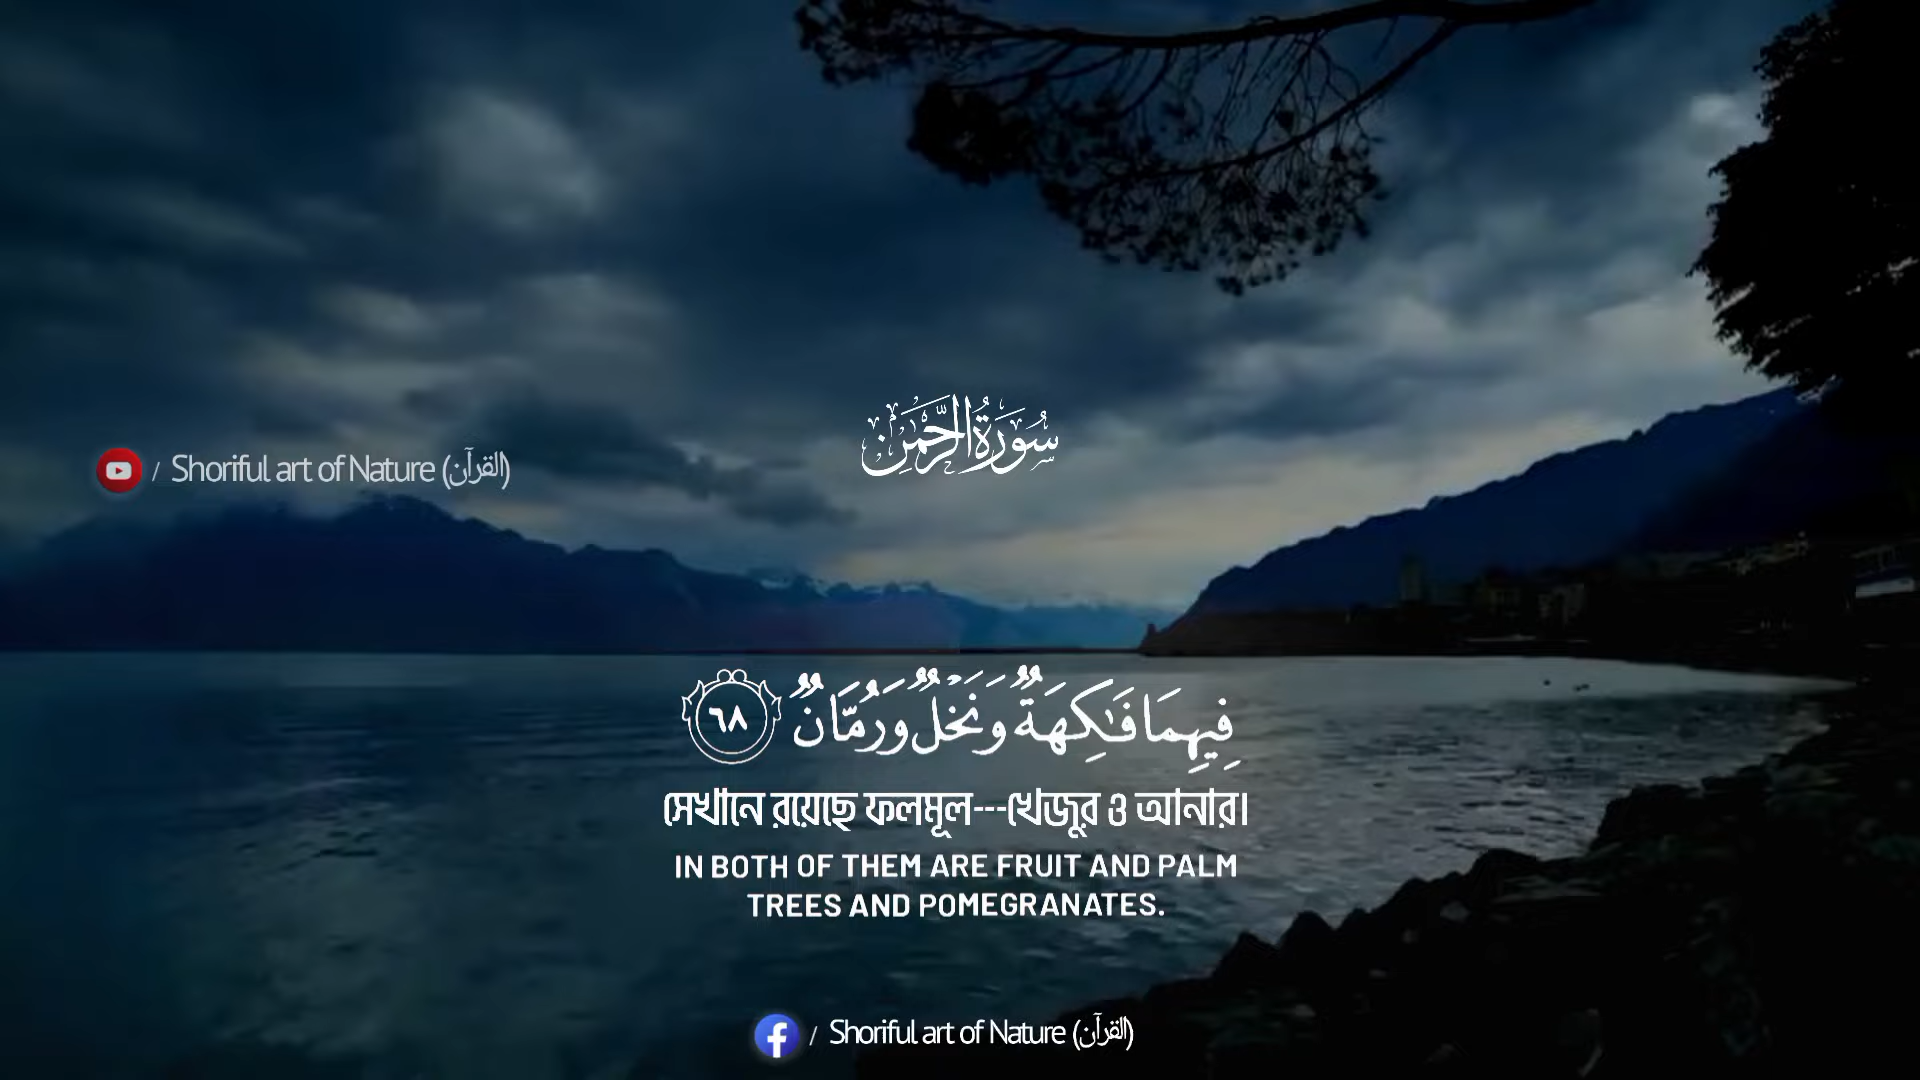 سُورَةُ الرَّحْمَٰن
/ Shoriful art of Nature (القرآن)
فِيهِمَا فَـٰكِهَةٌ وَنَخْلٌ وَرُمَّانٌ ٦٨
সেখানে রয়েছে ফলমূল---খেজুর ও আনার।
IN BOTH OF THEM ARE FRUIT AND PALM
TREES AND POMEGRANATES.
/ Shoriful art of Nature (القرآن)